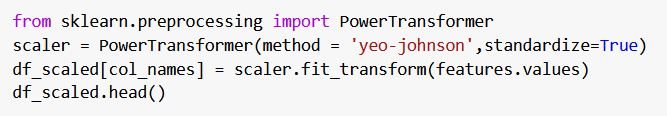 from sklearn.preprocessing import PowerTransformer
scaler = PowerTransformer(method = 'yeo-johnson',standardize=True)
df_scaled[col_names] = scaler.fit_transform(features.values)
df_scaled.head()